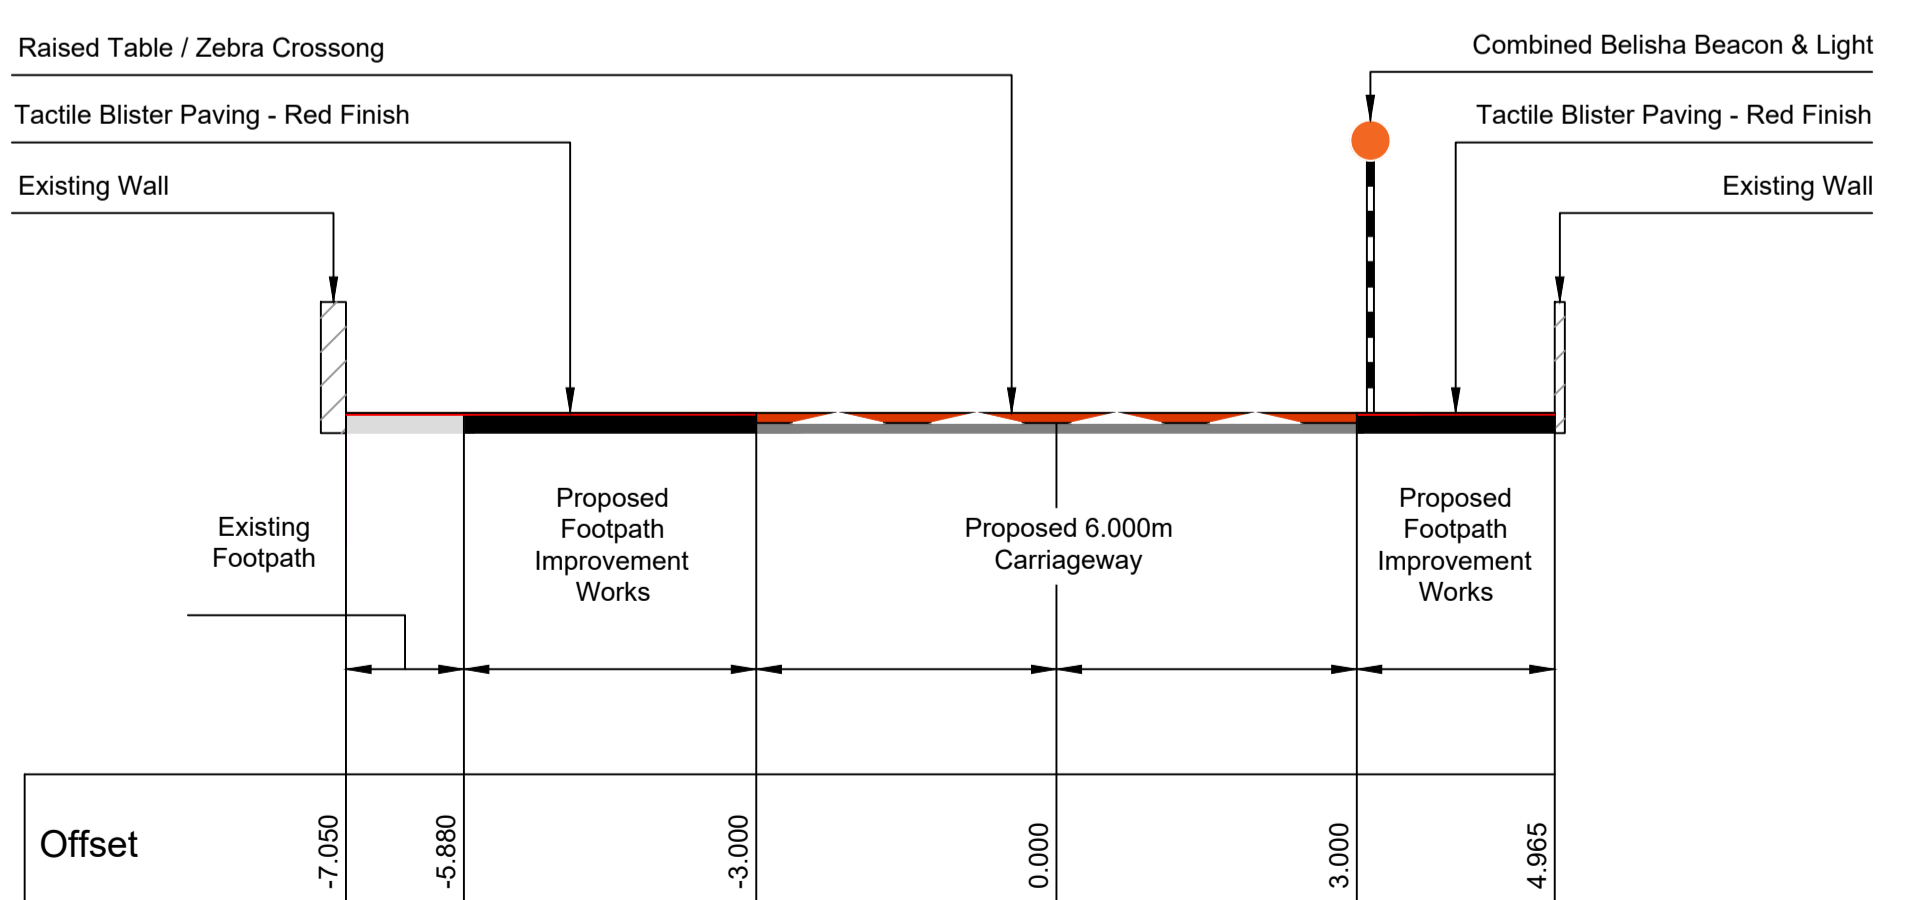 Raised Table / Zebra Crossong
Tactile Blister Paving - Red Finish
Existing Wall
Combined Belisha Beacon & Light
Tactile Blister Paving - Red Finish
Existing Wall
Existing
Footpath
Proposed
Footpath
Improvement
Works
Proposed 6.000m
Carriageway
Proposed
Footpath
Improvement
Works
Offset
-7.050
-5.880
-3.000
0.000
3.000
4.965